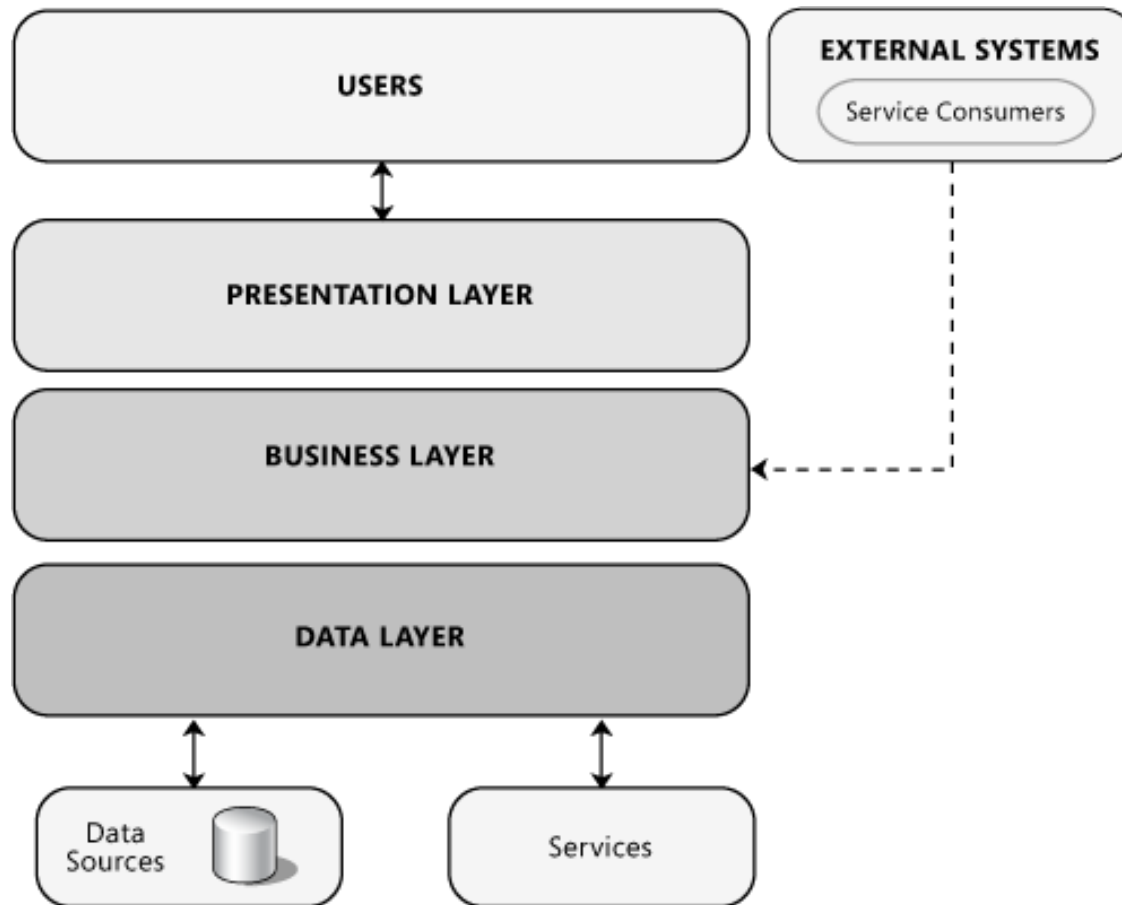 USERS
EXTERNAL SYSTEMS
Service Consumers
PRESENTATION LAYER
BUSINESS LAYER
DATA LAYER
Data
Sources
Services